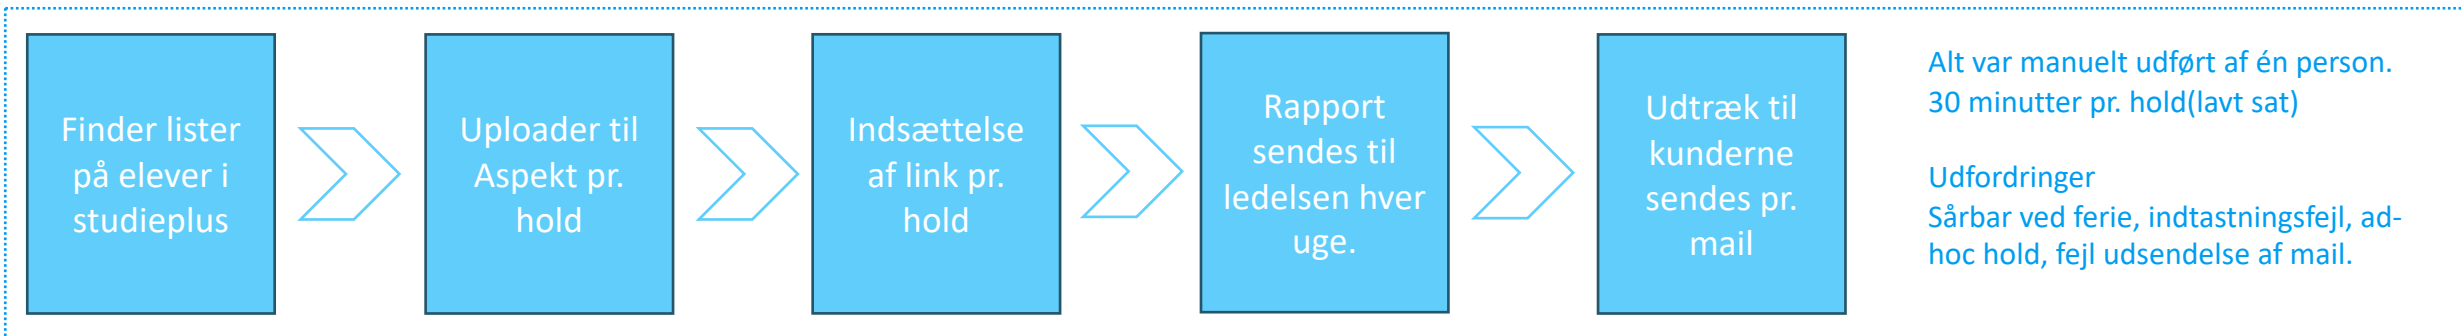 Finder lister
på elever i
studieplus
Uploader til
Aspekt pr.
hold
Indsættelse
af link pr.
hold
Rapport
sendes til
ledelsen hver
uge.
Udtræk til
kunderne
sendes pr.
mail
Alt var manuelt udført af én person.
30 minutter pr. hold(lavt sat)
Udfordringer
Sårbar ved ferie, indtastningsfejl, ad-
hoc hold, fejl udsendelse af mail.